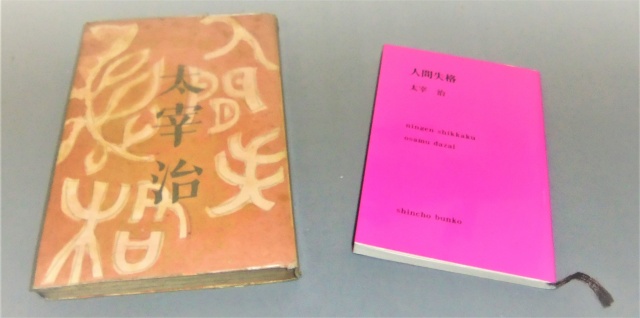 人間失
格
太宰治
人間失格
太宰 治
ningen shikkaku
osamu dazai
shincho bunko